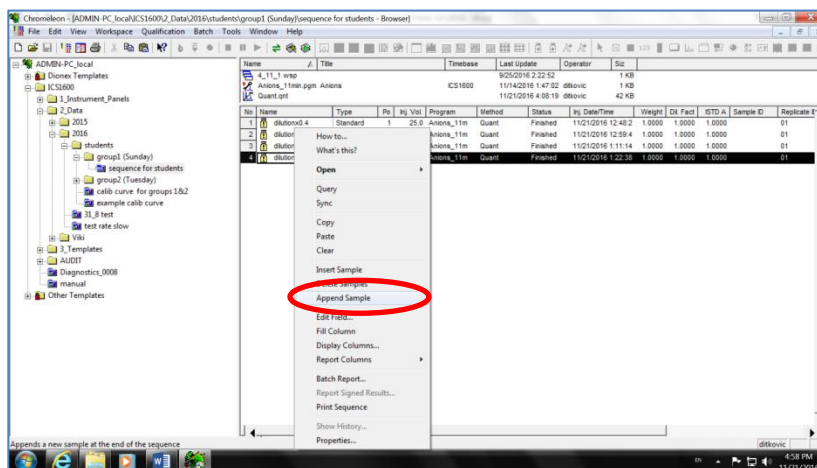 Chromeleon - [ADMIN-PC_local\ICS1600\2_Data\2016\students\group1 (Sunday)\sequence for students - Browser]
File Edit View Workspace Qualification Batch Tools Window Help
ADMIN-PC_local
Dionex Templates
ICS1600
1_Instrument_Panels
2_Data
2015
2016
students
group1 (Sunday)
sequence for students
group2 (Tuesday)
calib curve for groups 1&2
example calib curve
31_8 test
test rate slow
Viki
3_Templates
AUDIT
Diagnostics_0008
manual
Other Templates
Name Title Timebase Last Update Operator Siz
4_11_1.wsp 9/25/2016 2:22:52 1 KB
Anions_11min.pgm Anions ICS1600 11/14/2016 1:47:02 ditkovic 1 KB
Quant.qnt 11/21/2016 4:08:19 ditkovic 42 KB
No Name Type Po Inj. Vol. Program Method Status Inj. Date/Time Weight Dil. Fact ISTD A Sample ID Replicate
1 dilutionx0.4 Standard 1 25.0 Anions_11m Quant Finished 11/21/2016 12:48:2 1.0000 1.0000 1.0000 01
2 dilution Anions_11m Quant Finished 11/21/2016 12:59:4 1.0000 1.0000 1.0000 01
3 dilution Anions_11m Quant Finished 11/21/2016 1:11:14 1.0000 1.0000 1.0000 01
4 dilution Anions_11m Quant Finished 11/21/2016 1:22:38 1.0000 1.0000 1.0000 01
How to...
What's this?
Open
Query
Sync
Copy
Paste
Clear
Insert Sample
Delete Samples
Append Sample
Edit Field...
Fill Column
Display Columns...
Report Columns
Batch Report...
Report Signed Results...
Print Sequence
Show History...
Properties...
Appends a new sample at the end of the sequence
ditkovic
EN
4:58 PM